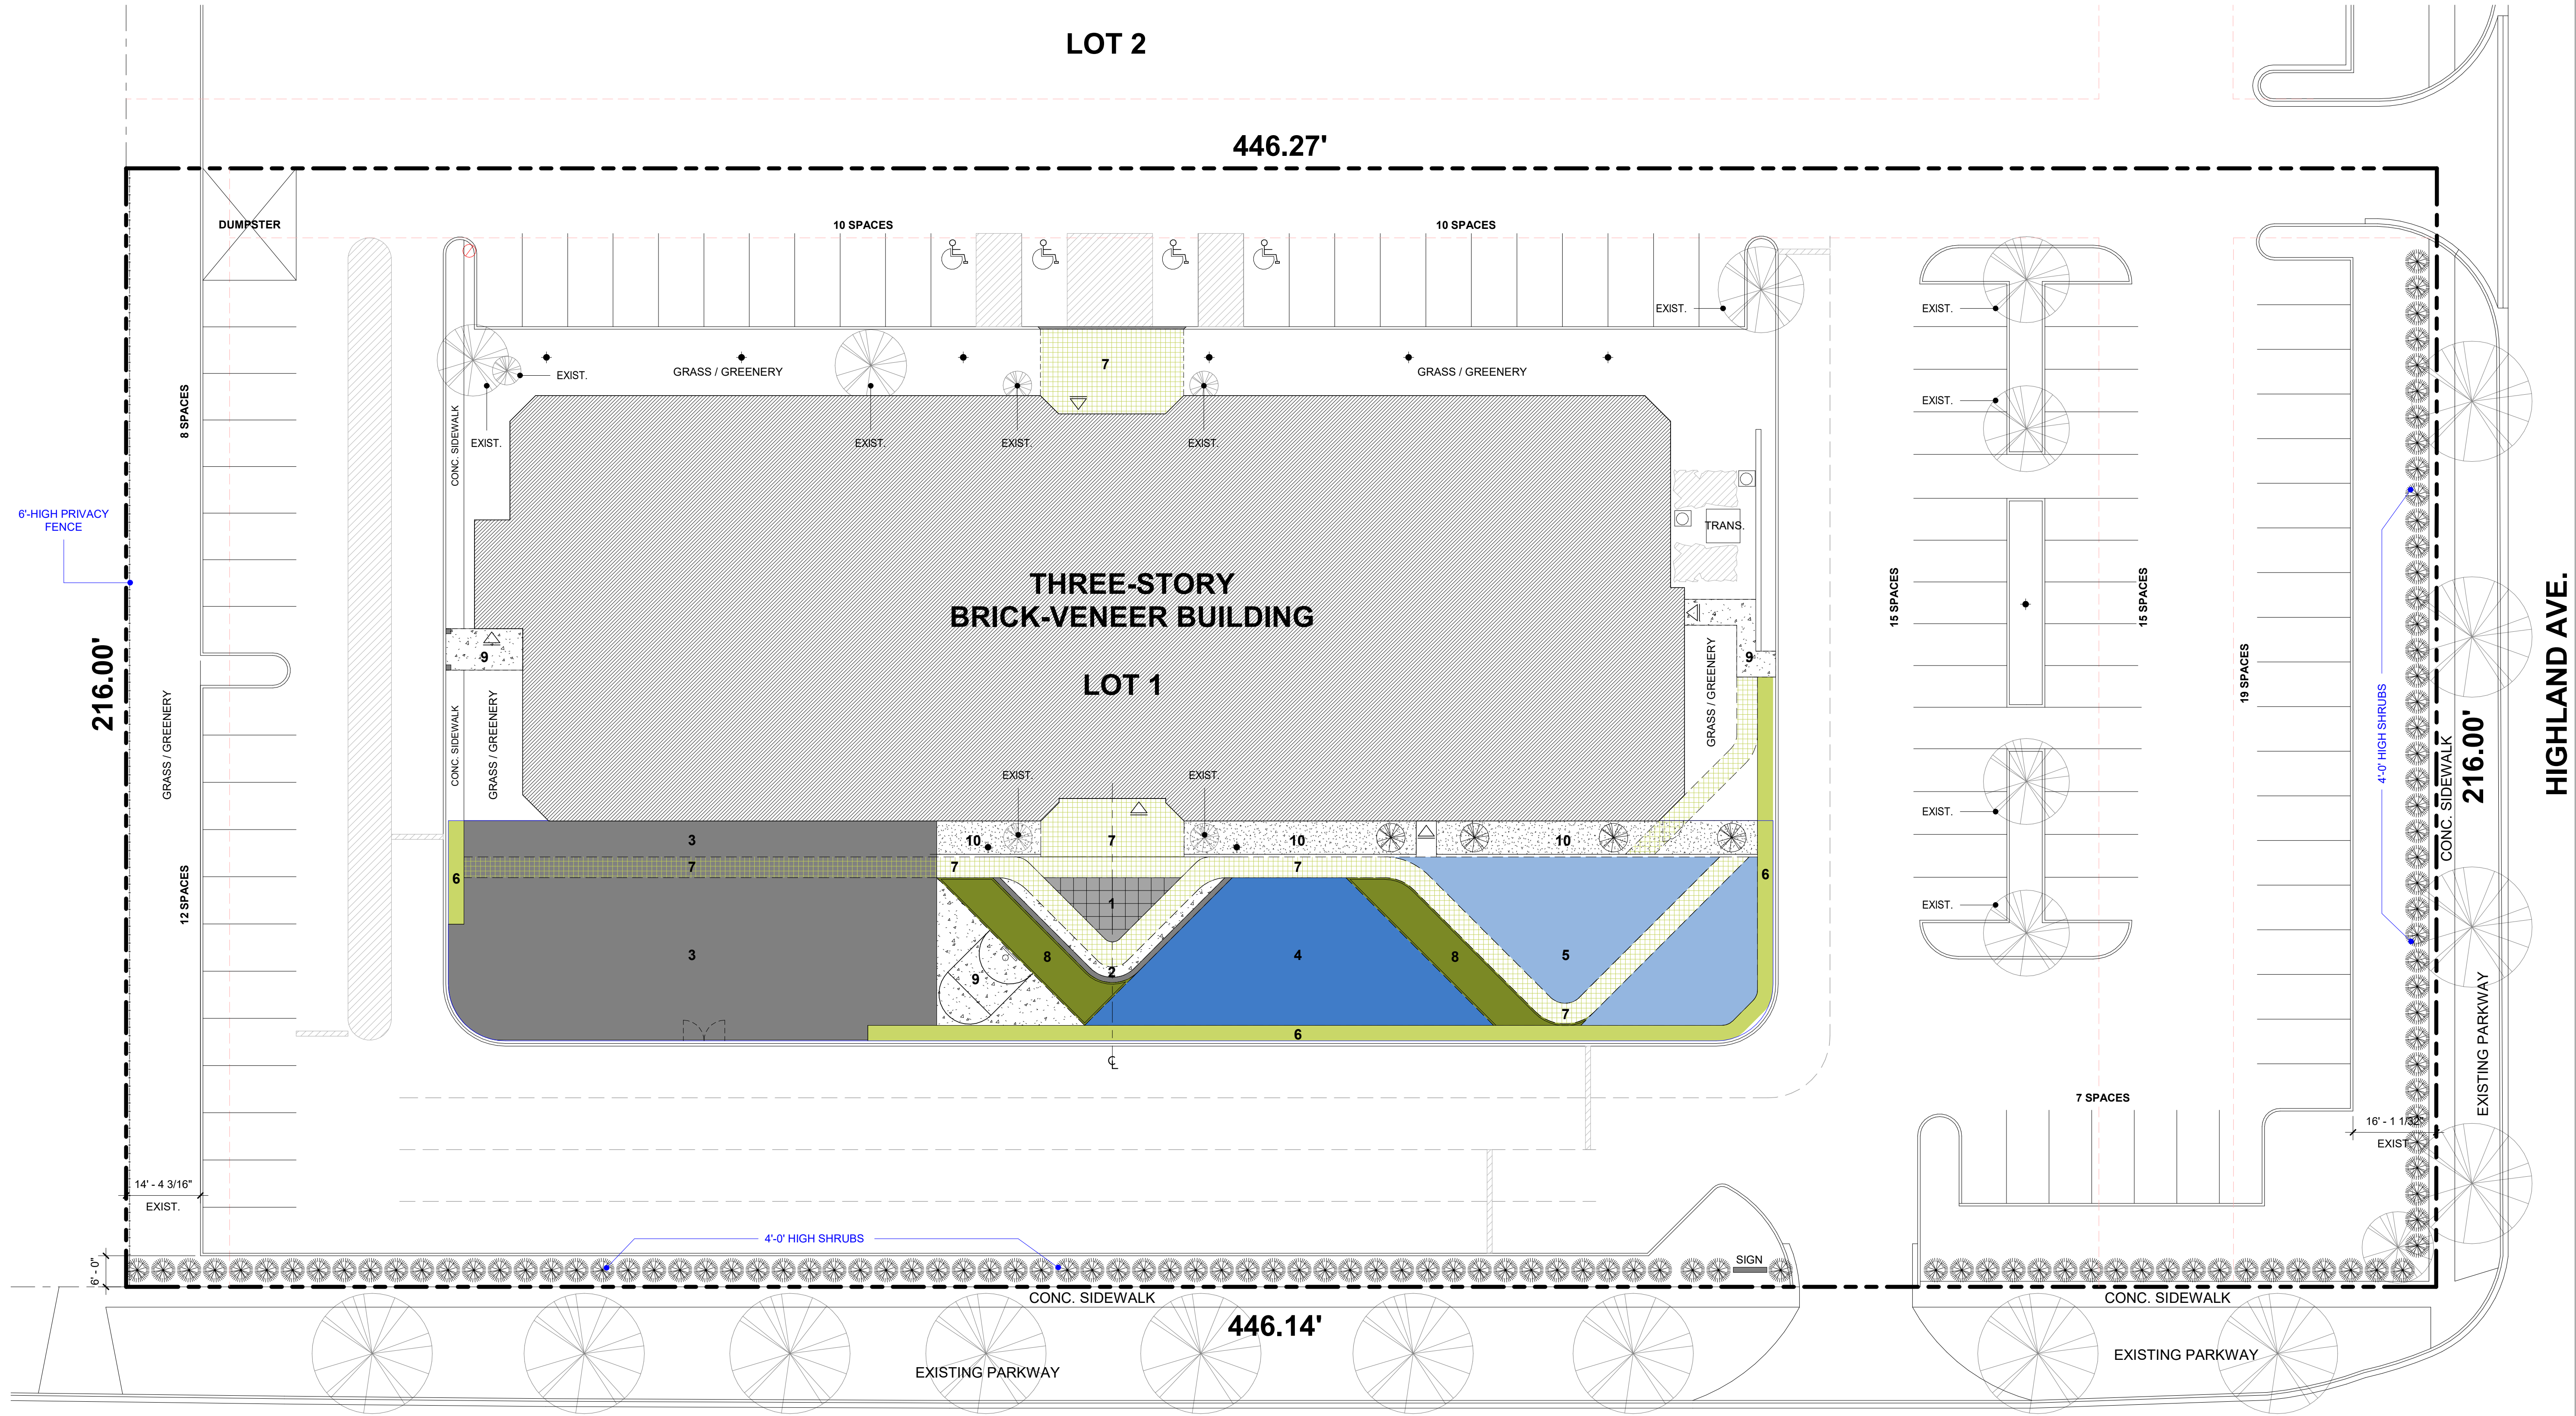 LOT 2
446.27'
DUMPSTER
10 SPACES
10 SPACES
EXIST.
EXIST.
7
GRASS / GREENERY
EXIST.
GRASS / GREENERY
8 SPACES
EXIST.
CONC. SIDEWALK
EXIST.
EXIST.
EXIST.
EXIST.
6'-HIGH PRIVACY
FENCE
TRANS.
THREE-STORY
BRICK-VENEER BUILDING
LOT 1
15 SPACES
15 SPACES
19 SPACES
4'-0' HIGH SHRUBS
HIGHLAND AVE.
216.00'
216.00'
CONC. SIDEWALK
9
9
GRASS / GREENERY
GRASS / GREENERY
CONC. SIDEWALK
GRASS / GREENERY
EXIST.
EXIST.
EXIST.
3
10
7
10
10
7
7
7
6
6
12 SPACES
1
EXIST.
3
9
8
2
4
8
5
7
6
EXISTING PARKWAY
℄
7 SPACES
16' - 1 1/32"
EXIST.
14' - 4 3/16"
EXIST.
6' - 0"
4'-0' HIGH SHRUBS
SIGN
CONC. SIDEWALK
CONC. SIDEWALK
446.14'
EXISTING PARKWAY
EXISTING PARKWAY